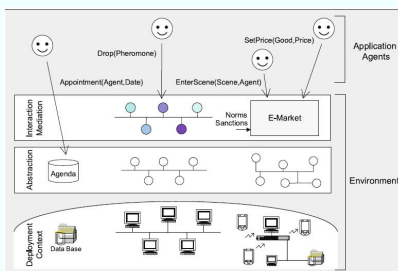 SetPrice(Good,Price)
Drop(Pheromone)
Application
Agents
Appointment(Agent,Date)
EnterScene(Scene,Agent)
Interaction
Mediation
Norms
Sanctions
E-Market
Abstraction
Agenda
Environment
Deployment
Context
Data Base